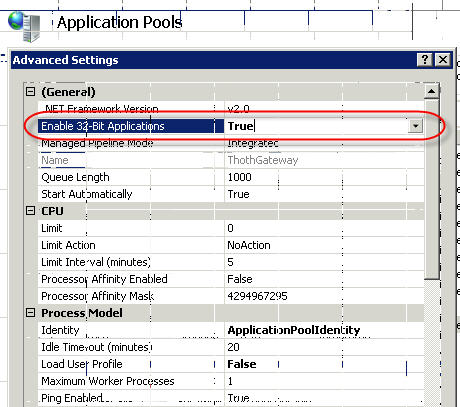 Application Pools
Advanced Settings
(General)
.NET Framework Version v2.0
Enable 32-Bit Applications True
Managed Pipeline Mode Integrated
Name ThothGateway
Queue Length 1000
Start Automatically True
CPU
Limit 0
Limit Action NoAction
Limit Interval (minutes) 5
Processor Affinity Enabled False
Processor Affinity Mask 4294967295
Process Model
Identity ApplicationPoolIdentity
Idle Timeout (minutes) 20
Load User Profile False
Maximum Worker Processes 1
Ping Enabled True